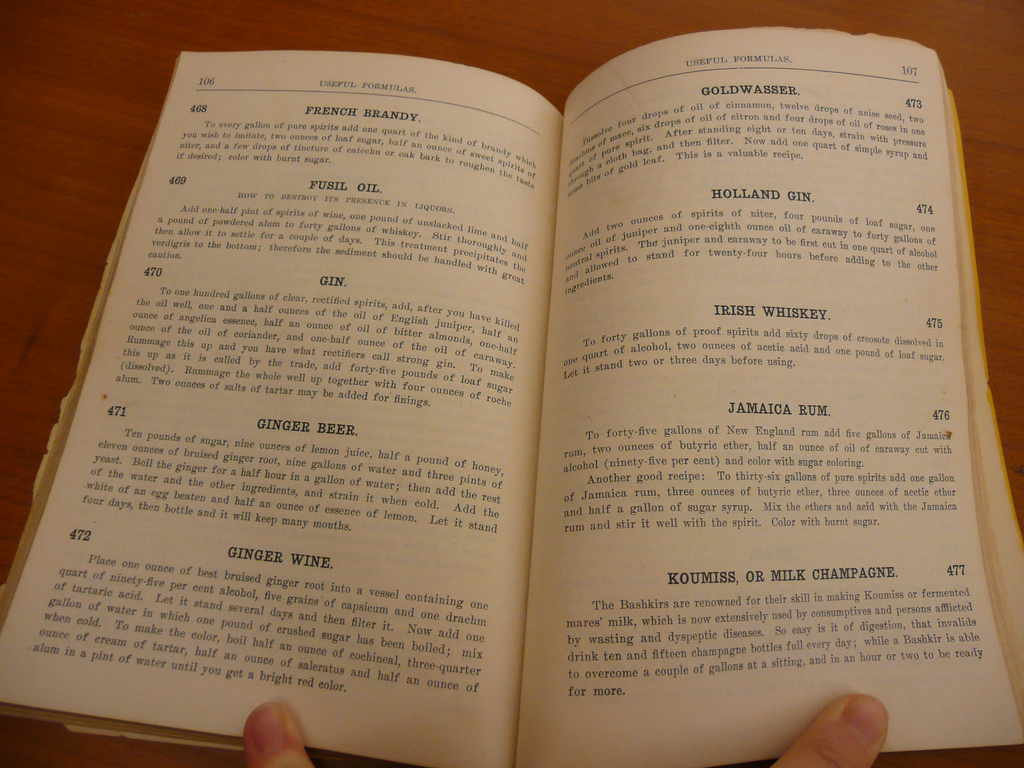 106
USEFUL FORMULAS.
468
FRENCH BRANDY.
To every gallon of pure spirits add one quart of the kind of brandy which
you wish to imitate, two ounces of loaf sugar, half an ounce of sweet spirits of
niter, and a few drops of tincture of catechu or oak bark to roughen the taste
if desired; color with burnt sugar.
469
FUSIL OIL.
HOW TO DESTROY ITS PRESENCE IN LIQUORS.
Add one-half pint of spirits of wine, one pound of unslacked lime and half
a pound of powdered alum to forty gallons of whiskey. Stir thoroughly and
then allow it to settle for a couple of days. This treatment precipitates the
verdigris to the bottom; therefore the sediment should be handled with great
caution.
470
GIN.
To one hundred gallons of clear, rectified spirits, add, after you have killed
the oil well, one and a half ounces of the oil of English juniper, half an
ounce of angelica essence, half an ounce of oil of bitter almonds, one-half
ounce of the oil of coriander, and one-half ounce of the oil of caraway.
Rummage this up and you have what rectifiers call strong gin. To make
this up as it is called by the trade, add forty-five pounds of loaf sugar
(dissolved). Rummage the whole well up together with four ounces of roche
alum. Two ounces of salts of tartar may be added for finings.
471
GINGER BEER.
Ten pounds of sugar, nine ounces of lemon juice, half a pound of honey,
eleven ounces of bruised ginger root, nine gallons of water and three pints of
yeast. Boil the ginger for a half hour in a gallon of water; then add the rest
of the water and the other ingredients, and strain it when cold. Add the
white of an egg beaten and half an ounce of essence of lemon. Let it stand
four days, then bottle and it will keep many months.
472
GINGER WINE.
Place one ounce of best bruised ginger root into a vessel containing one
quart of ninety-five per cent alcohol, five grains of capsicum and one drachm
of tartaric acid. Let it stand several days and then filter it. Now add one
gallon of water in which one pound of crushed sugar has been boiled; mix
when cold. To make the color, boil half an ounce of cochineal, three-quarter
ounce of cream of tartar, half an ounce of saleratus and half an ounce of
alum in a pint of water until you get a bright red color.
USEFUL FORMULAS.
107
GOLDWASSER.
473
Dissolve four drops of oil of cinnamon, twelve drops of anise seed, two
drachms of mace, six drops of oil of citron and four drops of oil of roses in one
quart of pure spirit. After standing eight or ten days, strain with pressure
through a cloth bag, and then filter. Now add one quart of simple syrup and
some bits of gold leaf. This is a valuable recipe.
HOLLAND GIN.
474
Add two ounces of spirits of niter, four pounds of loaf sugar, one
ounce oil of juniper and one-eighth ounce oil of caraway to forty gallons of
neutral spirits. The juniper and caraway to be first cut in one quart of alcohol
and allowed to stand for twenty-four hours before adding to the other
ingredients.
IRISH WHISKEY.
475
To forty gallons of proof spirits add sixty drops of creosote dissolved in
one quart of alcohol, two ounces of acetic acid and one pound of loaf sugar.
Let it stand two or three days before using.
JAMAICA RUM.
476
To forty-five gallons of New England rum add five gallons of Jamaica
rum, two ounces of butyric ether, half an ounce of oil of caraway cut with
alcohol (ninety-five per cent) and color with sugar coloring.
Another good recipe: To thirty-six gallons of pure spirits add one gallon
of Jamaica rum, three ounces of butyric ether, three ounces of acetic ether
and half a gallon of sugar syrup. Mix the ethers and acid with the Jamaica
rum and stir it well with the spirit. Color with burnt sugar.
KOUMISS, OR MILK CHAMPAGNE.
477
The Bashkirs are renowned for their skill in making Koumiss or fermented
mares' milk, which is now extensively used by consumptives and persons afflicted
by wasting and dyspeptic diseases. So easy is it of digestion, that invalids
drink ten and fifteen champagne bottles full every day; while a Bashkir is able
to overcome a couple of gallons at a sitting, and in an hour or two to be ready
for more.